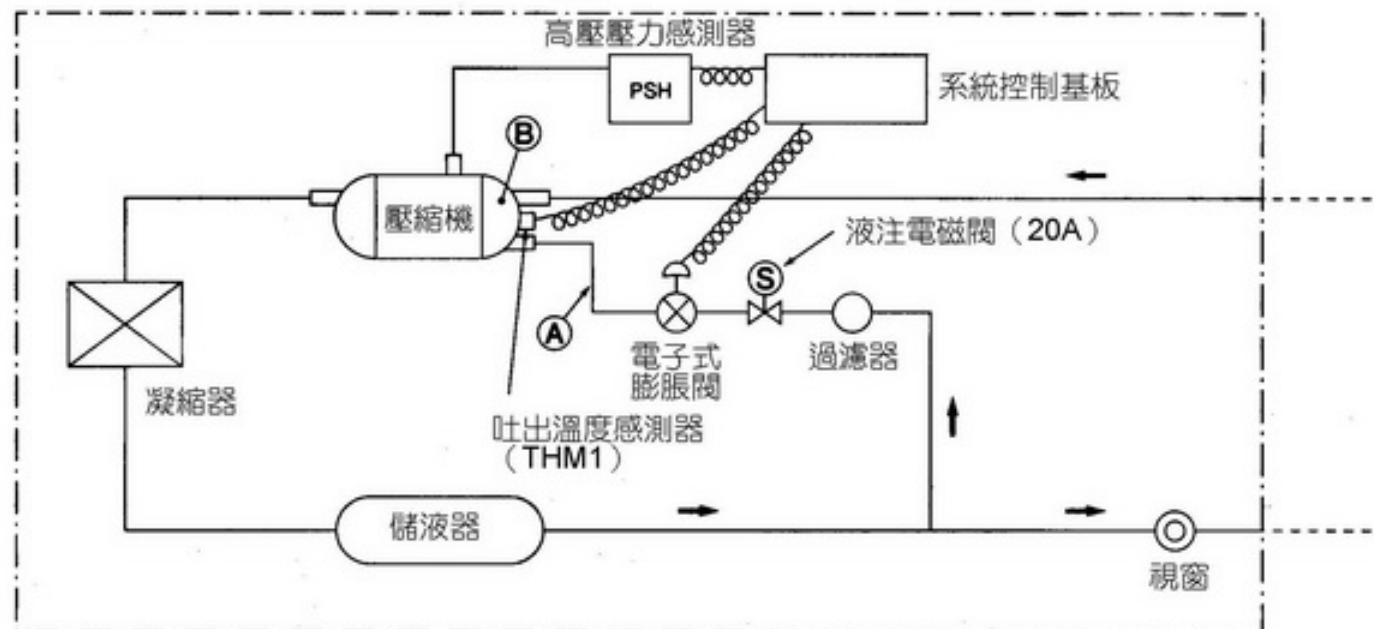 高壓壓力感測器
PSH
系統控制基板
B
壓縮機
液注電磁閥（20A）
S
A
電子式
膨脹閥
過濾器
凝縮器
吐出溫度感測器
（THM1）
儲液器
視窗